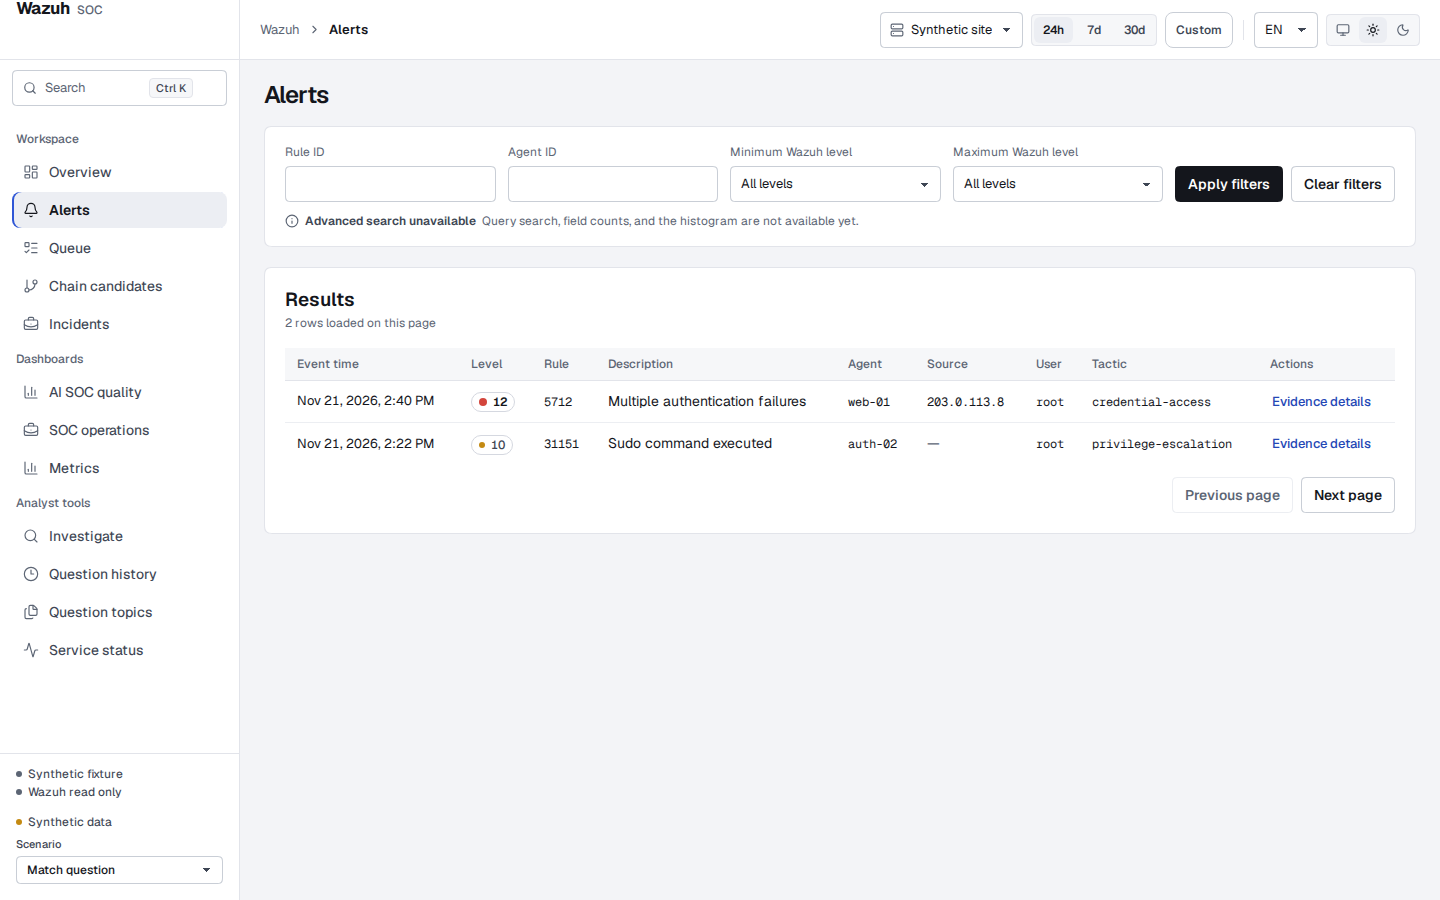 Wazuh SOC
Wazuh > Alerts
Synthetic site
24h 7d 30d
Custom
EN
Search Ctrl K
Workspace
Overview
Alerts
Queue
Chain candidates
Incidents
Dashboards
AI SOC quality
SOC operations
Metrics
Analyst tools
Investigate
Question history
Question topics
Service status
Synthetic fixture
Wazuh read only
Synthetic data
Scenario
Match question
Alerts
Rule ID Agent ID Minimum Wazuh level Maximum Wazuh level
All levels All levels Apply filters Clear filters
Advanced search unavailable Query search, field counts, and the histogram are not available yet.
Results
2 rows loaded on this page
Event time Level Rule Description Agent Source User Tactic Actions
Nov 21, 2026, 2:40 PM 12 5712 Multiple authentication failures web-01 203.0.113.8 root credential-access Evidence details
Nov 21, 2026, 2:22 PM 10 31151 Sudo command executed auth-02 — root privilege-escalation Evidence details
Previous page Next page